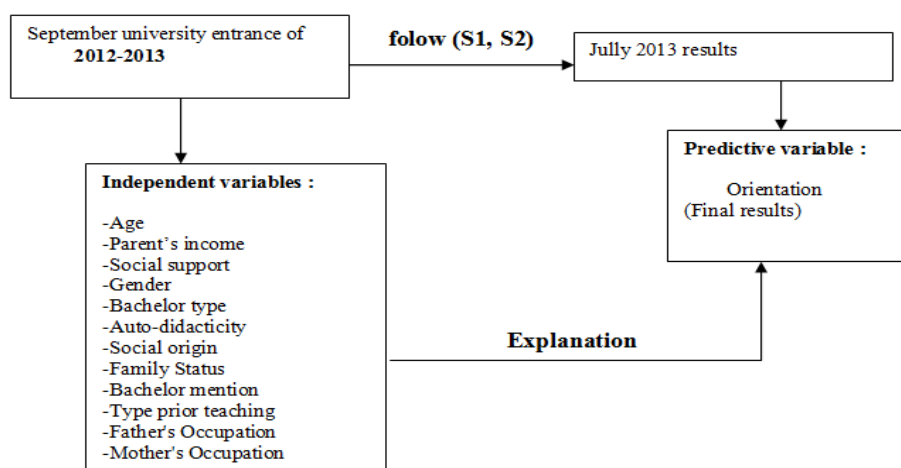 September university entrance of
2012-2013
folow (S1, S2)
Jully 2013 results
Predictive variable :
Orientation
(Final results)
Independent variables :
-Age
-Parent's income
-Social support
-Gender
-Bachelor type
-Auto-didacticity
-Social origin
-Family Status
-Bachelor mention
-Type prior teaching
-Father's Occupation
-Mother's Occupation
Explanation